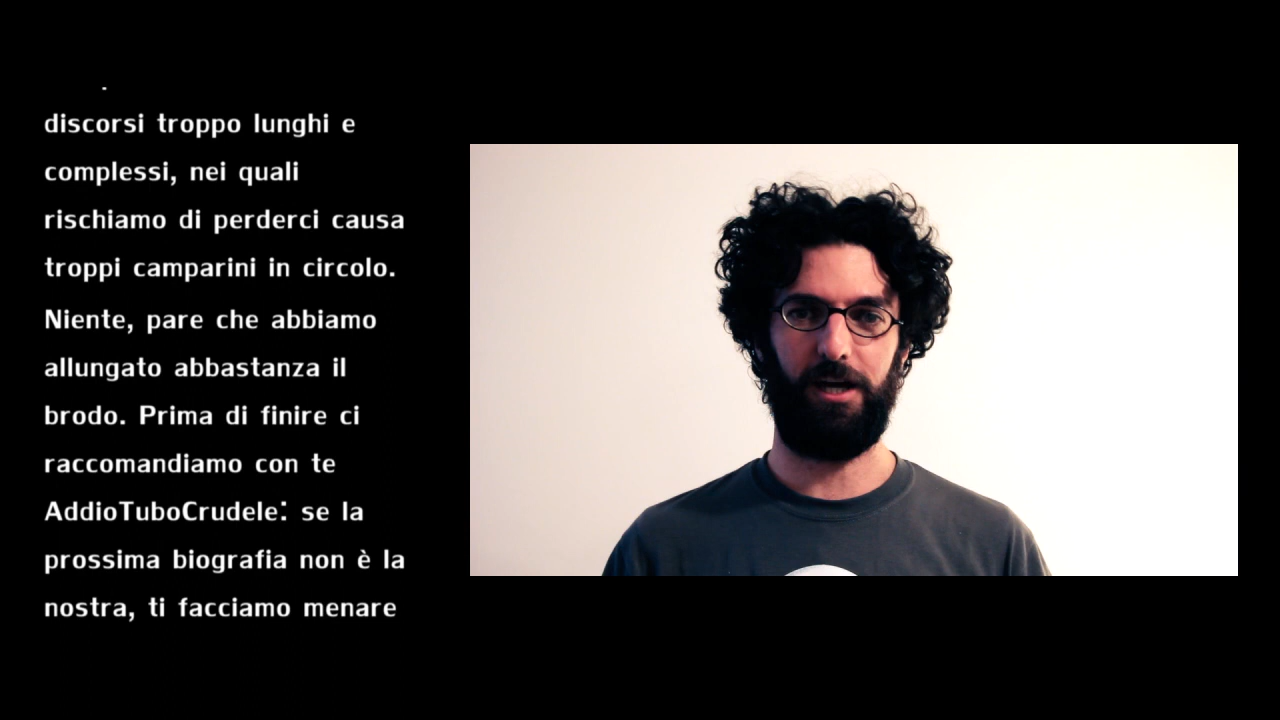 discorsi troppo lunghi e
complessi, nei quali
rischiamo di perderci causa
troppi camparini in circolo.
Niente, pare che abbiamo
allungato abbastanza il
brodo. Prima di finire ci
raccomandiamo con te
AddioTuboCrudele: se la
prossima biografia non è la
nostra, ti facciamo menare